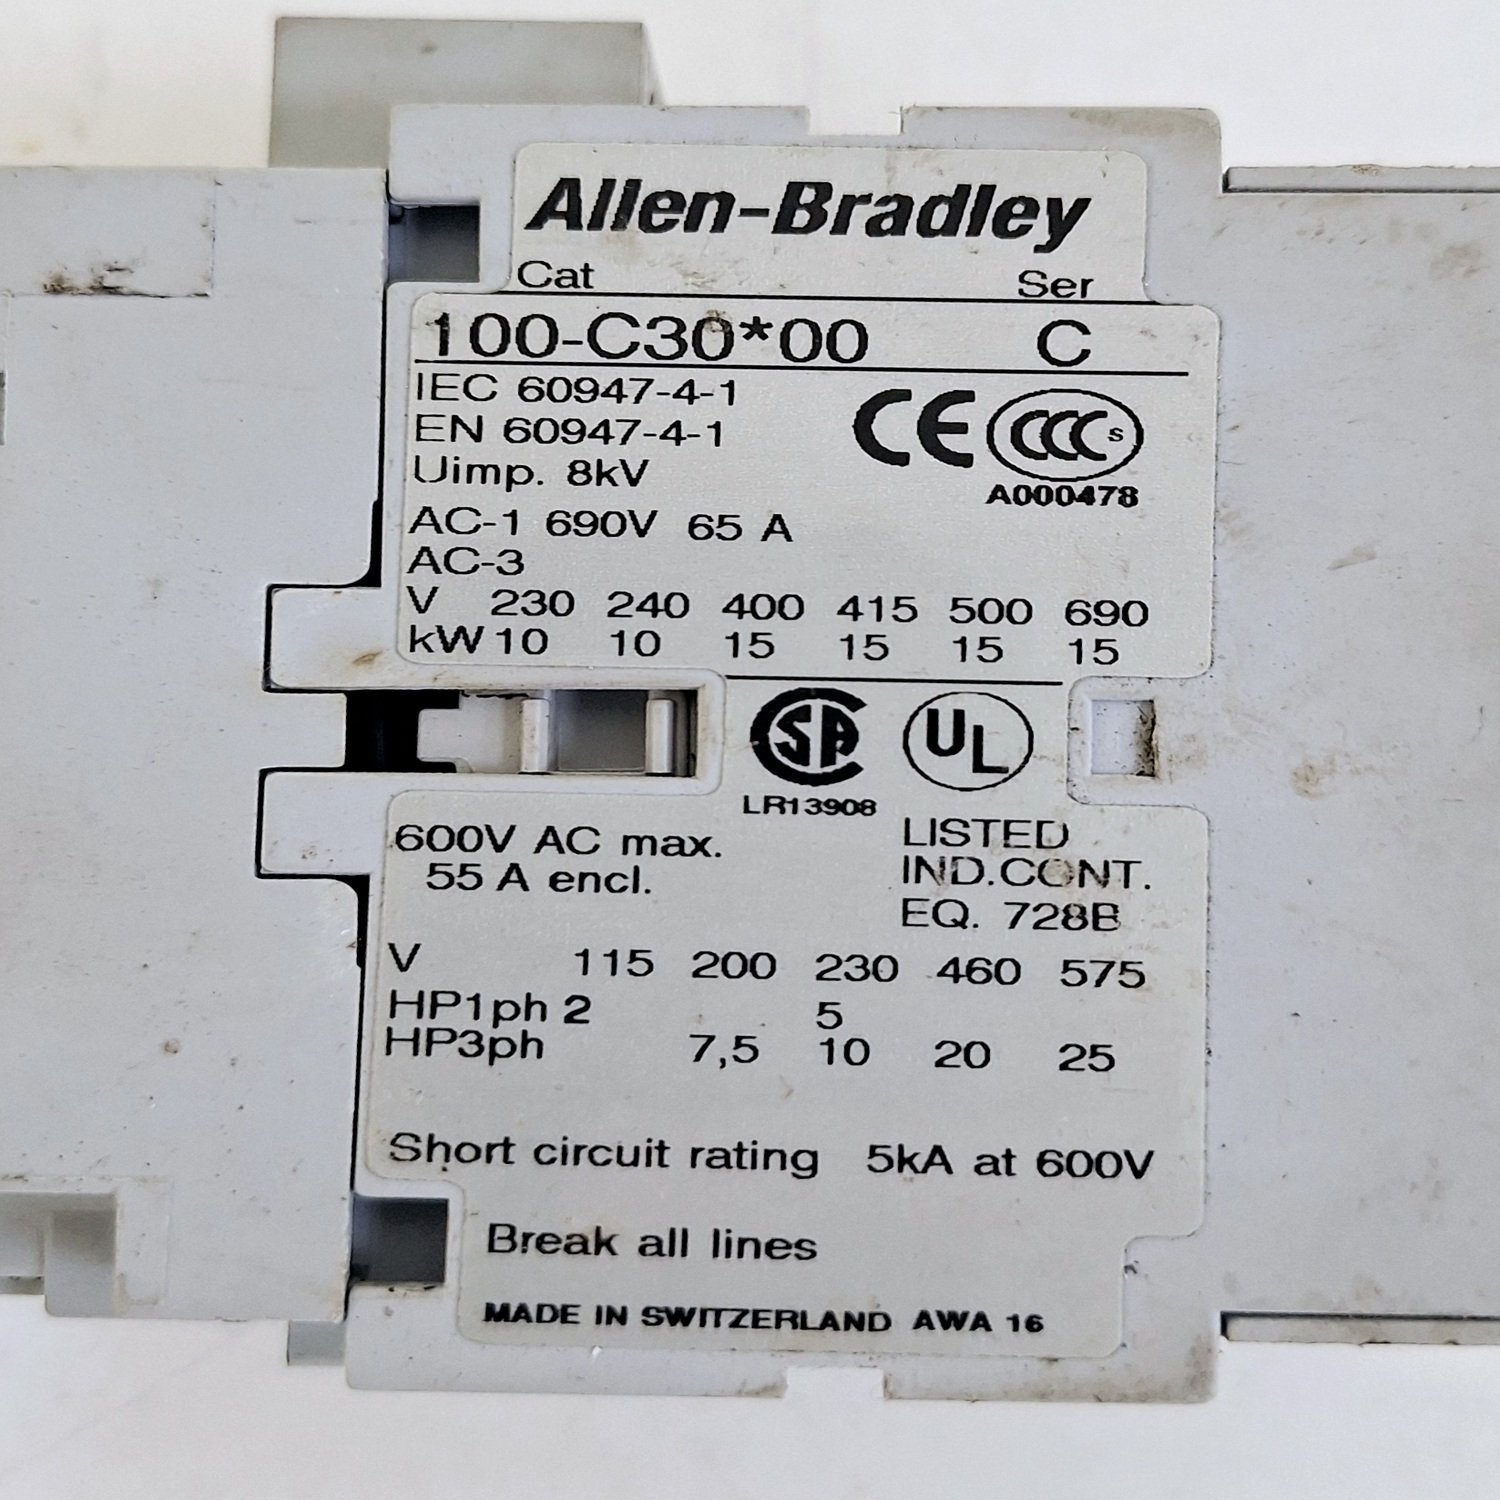 Allen-Bradley
Cat Ser
100-C30*00 C
IEC 60947-4-1
EN 60947-4-1
Uimp. 8kV
CE CCC S
A000478
AC-1 690V 65 A
AC-3
V 230 240 400 415 500 690
kW 10 10 15 15 15 15
CSA UL
LR13908
600V AC max.
55 A encl.
LISTED
IND.CONT.
EQ. 728B
V 115 200 230 460 575
HP1ph 2 5
HP3ph 7,5 10 20 25
Short circuit rating 5kA at 600V
Break all lines
MADE IN SWITZERLAND AWA 16